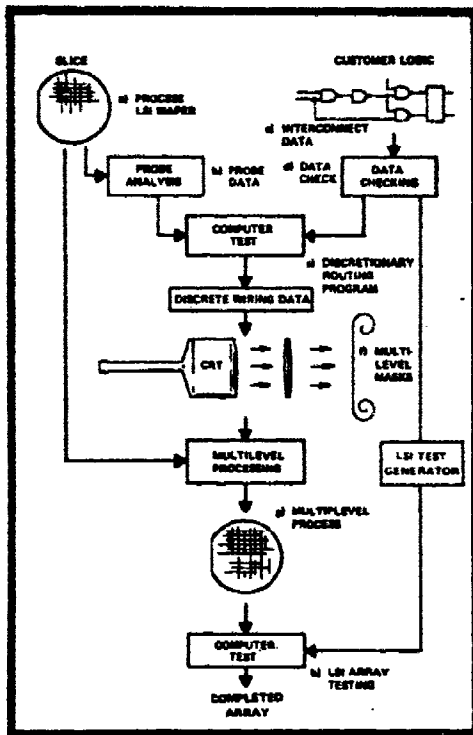 SLICE
CUSTOMER LOGIC
a) PROCESS
LSI WAFER
c) INTERCONNECT
DATA
PROBE
ANALYSIS
b) PROBE
DATA
d) DATA
CHECK
DATA
CHECKING
COMPUTER
TEST
e) DISCRETIONARY
ROUTING
PROGRAM
DISCRETE WIRING DATA
CRT
f) MULTI-
LEVEL
MASKS
MULTILEVEL
PROCESSING
LSI TEST
GENERATOR
g) MULTIPLEVEL
PROCESS
COMPUTER.
TEST
h) LSI ARRAY
TESTING
COMPLETED
ARRAY